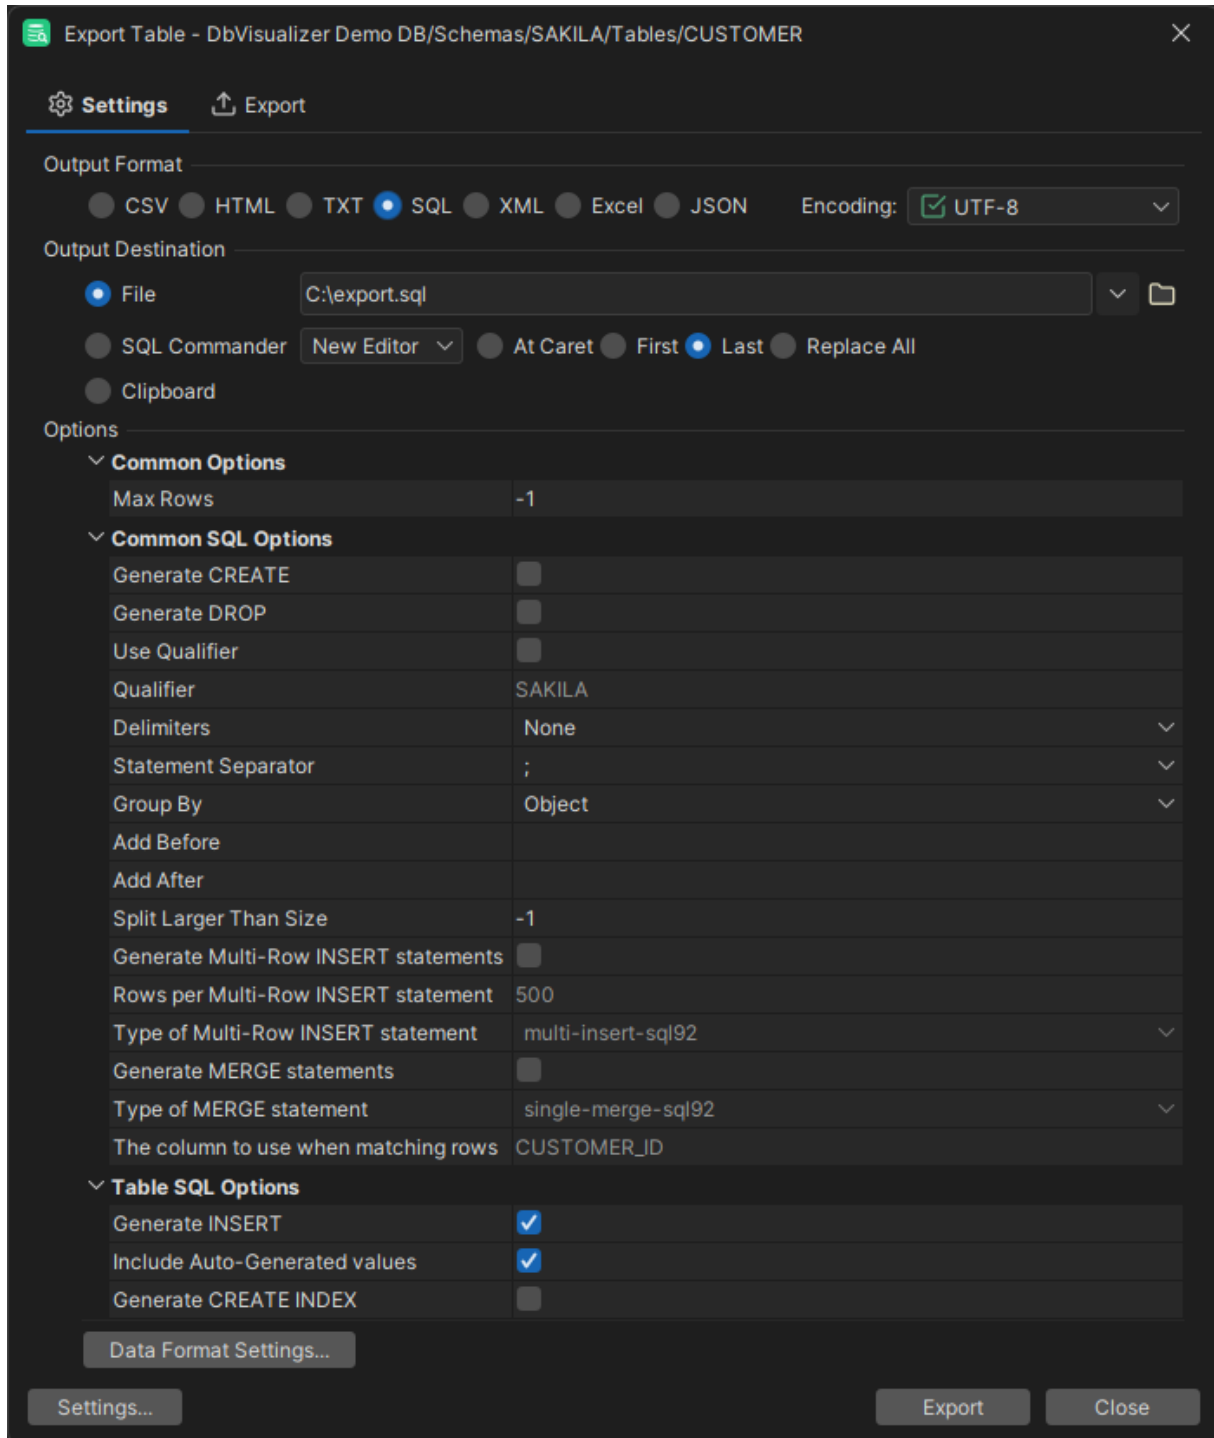 Export Table - DbVisualizer Demo DB/Schemas/SAKILA/Tables/CUSTOMER
Settings Export
Output Format
CSV HTML TXT SQL XML Excel JSON Encoding: UTF-8
Output Destination
File C:\export.sql
SQL Commander New Editor At Caret First Last Replace All
Clipboard
Options
Common Options
Max Rows -1
Common SQL Options
Generate CREATE
Generate DROP
Use Qualifier
Qualifier SAKILA
Delimiters None
Statement Separator ;
Group By Object
Add Before
Add After
Split Larger Than Size -1
Generate Multi-Row INSERT statements
Rows per Multi-Row INSERT statement 500
Type of Multi-Row INSERT statement multi-insert-sql92
Generate MERGE statements
Type of MERGE statement single-merge-sql92
The column to use when matching rows CUSTOMER_ID
Table SQL Options
Generate INSERT
Include Auto-Generated values
Generate CREATE INDEX
Data Format Settings...
Settings... Export Close